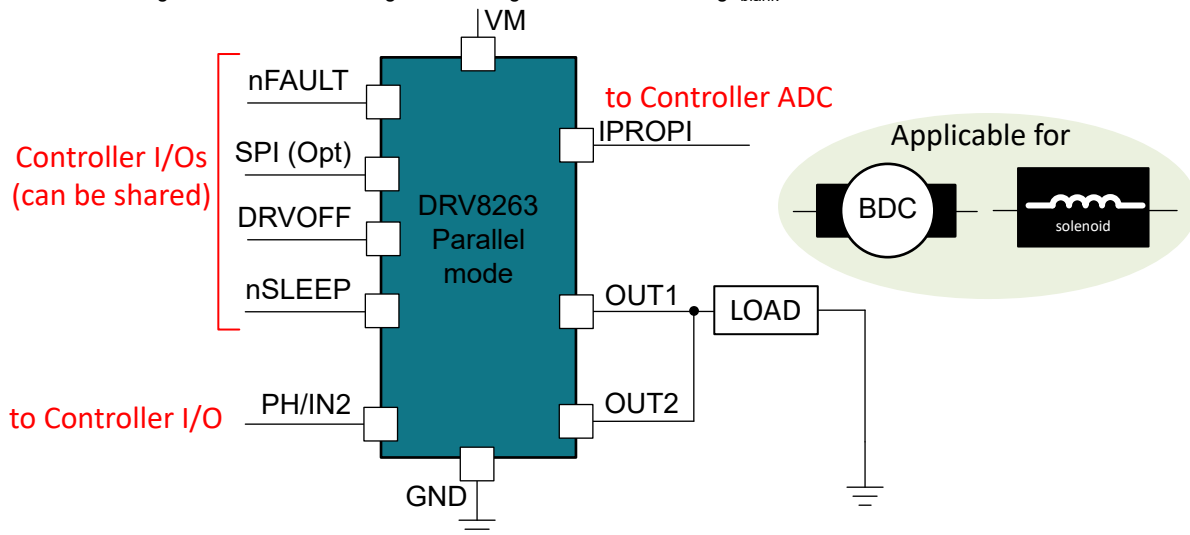 VM
nFAULT
to Controller ADC
IPROPI
Controller I/Os
(can be shared)
SPI (Opt)
DRVOFF
nSLEEP
DRV8263
Parallel
mode
Applicable for
BDC
solenoid
OUT1
LOAD
to Controller I/O
PH/IN2
OUT2
GND